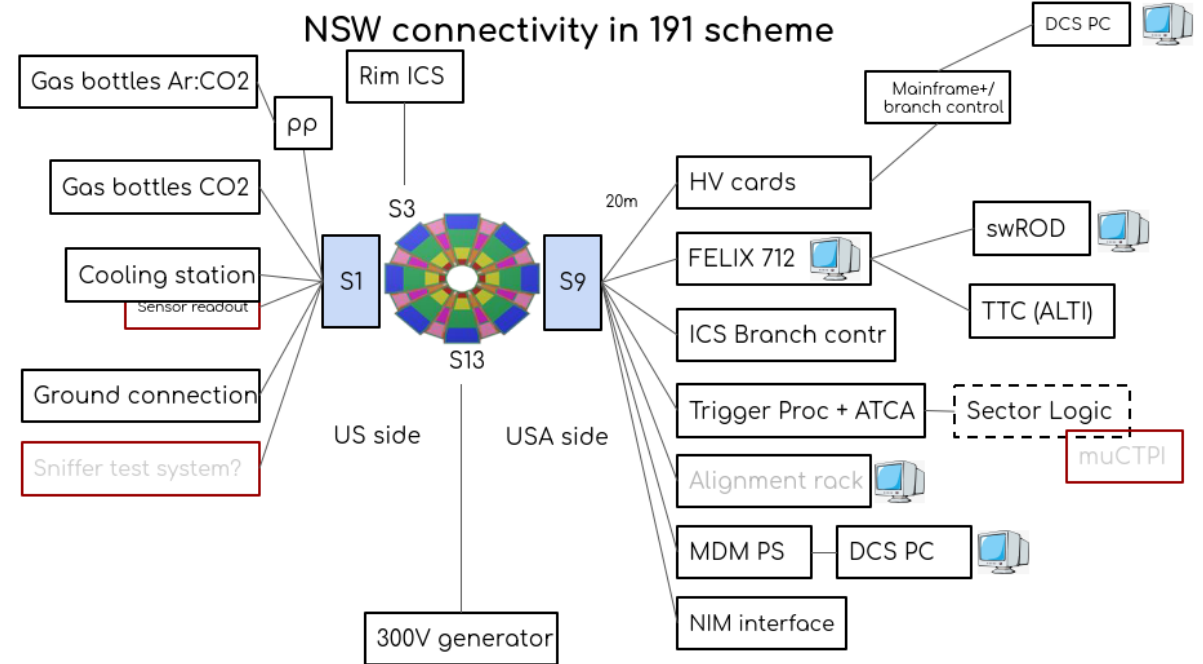 NSW connectivity in 191 scheme
DCS PC
Gas bottles Ar:CO2
Rim ICS
Mainframe+/
branch control
pp
Gas bottles CO2
HV cards
20m
S3
swROD
Cooling station
S1
S9
FELIX 712
Sensor readout
TTC (ALTI)
ICS Branch contr
S13
Ground connection
Trigger Proc + ATCA
Sector Logic
US side
USA side
muCTPI
Sniffer test system?
Alignment rack
MDM PS
DCS PC
NIM interface
300V generator